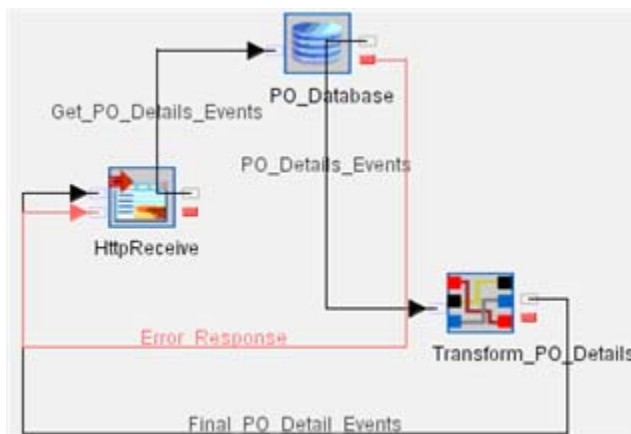 PO_Database
Get_PO_Details_Events
PO_Details_Events
HttpReceive
Error_Response
Transform_PO_Details
Final_PO_Detail_Events